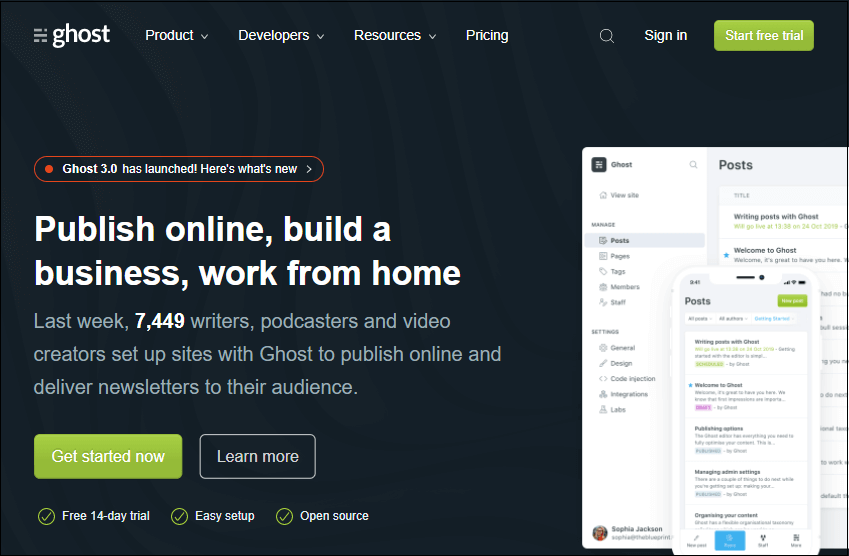 ghost
Product
Developers
Resources
Pricing
Sign in
Start free trial
Ghost 3.0 has launched! Here's what's new
Publish online, build a
business, work from home
Last week, 7,449 writers, podcasters and video
creators set up sites with Ghost to publish online and
deliver newsletters to their audience.
Get started now
Learn more
Free 14-day trial
Easy setup
Open source
Ghost
View site
MANAGE
Posts
Pages
Tags
Members
Staff
SETTINGS
General
Design
Code injection
Integrations
Labs
Sophia Jackson
sophia@theblueprint.
Posts
TITLE
Writing posts with Ghost
Will go live at 13:38 on 24 Oct 2019
Welcome to Ghost
Welcome, it's great to have you here. W
9:41
Posts
New post
All posts
All authors
Getting Started
Writing posts with Ghost
Will go live at 13:38 on 24 Oct 2019 - Getting
started with the editor is simpl...
SCHEDULED - by Ghost
Welcome to Ghost
Welcome, it's great to have you here. We
know that first impressions are importa...
DRAFT - by Ghost
Publishing options
The Ghost editor has everything you need to
fully optimise your content. This is...
PUBLISHED - by Ghost
Managing admin settings
There are a couple of things to do next while
you're getting set up: making your...
PUBLISHED - by Ghost
Organising your content
Ghost has a flexible organisational taxonomy
New post
Posts
Staff
More